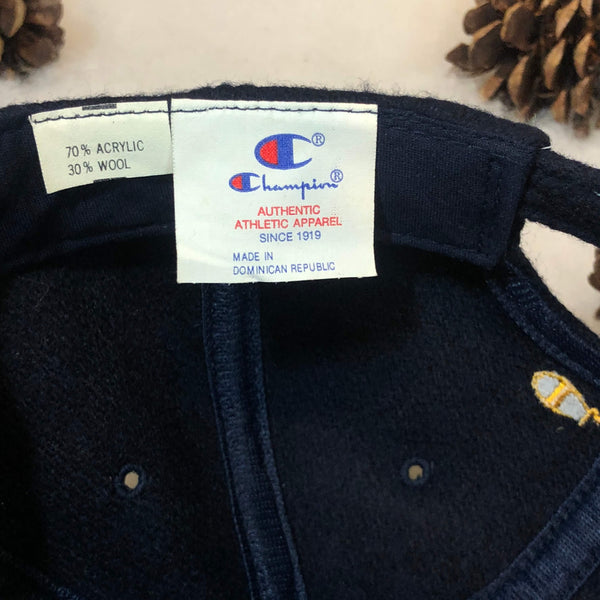 70% ACRYLIC
30% WOOL
C®
Champion®
AUTHENTIC
ATHLETIC APPAREL
SINCE 1919
MADE IN
DOMINICAN REPUBLIC